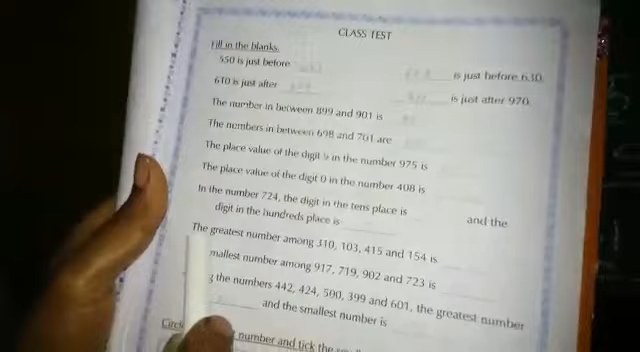 CLASS TEST
Fill in the blanks.
550 is just before
is just before 630.
610 is just after
is just after 970.
The number in between 899 and 901 is
The numbers in between 698 and 701 are
The place value of the digit 9 in the number 975 is
The place value of the digit 0 in the number 408 is
In the number 724, the digit in the tens place is and the
digit in the hundreds place is
The greatest number among 310, 103, 415 and 154 is
mallest number among 917, 719, 902 and 723 is
the numbers 442, 424, 500, 399 and 601, the greatest number
and the smallest number is
Circle number and tick the